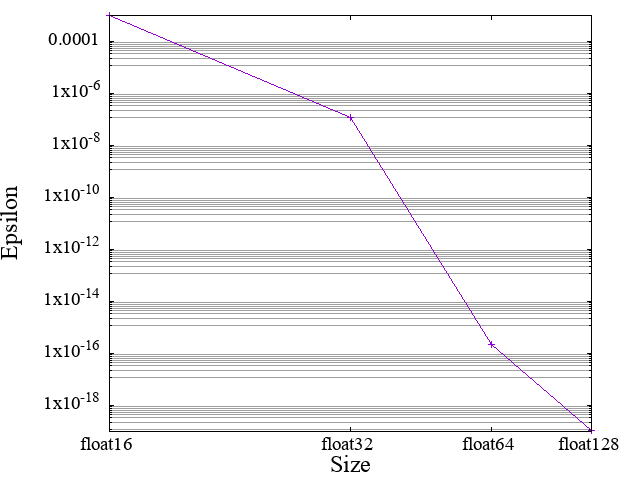 0.0001
1x10⁻⁶
1x10⁻⁸
1x10⁻¹⁰
1x10⁻¹²
1x10⁻¹⁴
1x10⁻¹⁶
1x10⁻¹⁸
Epsilon
float16 float32 float64 float128
Size